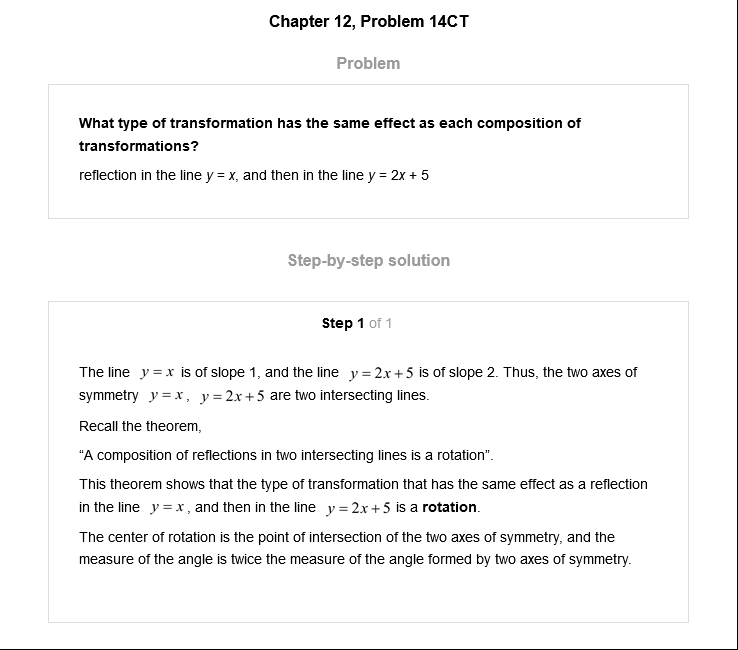 Chapter 12, Problem 14CT
Problem
What type of transformation has the same effect as each composition of
transformations?
reflection in the line y = x, and then in the line y = 2x + 5
Step-by-step solution
Step 1 of 1
The line y = x is of slope 1, and the line y = 2x + 5 is of slope 2. Thus, the two axes of
symmetry y = x, y = 2x + 5 are two intersecting lines.
Recall the theorem,
“A composition of reflections in two intersecting lines is a rotation”.
This theorem shows that the type of transformation that has the same effect as a reflection
in the line y = x, and then in the line y = 2x + 5 is a rotation.
The center of rotation is the point of intersection of the two axes of symmetry, and the
measure of the angle is twice the measure of the angle formed by two axes of symmetry.